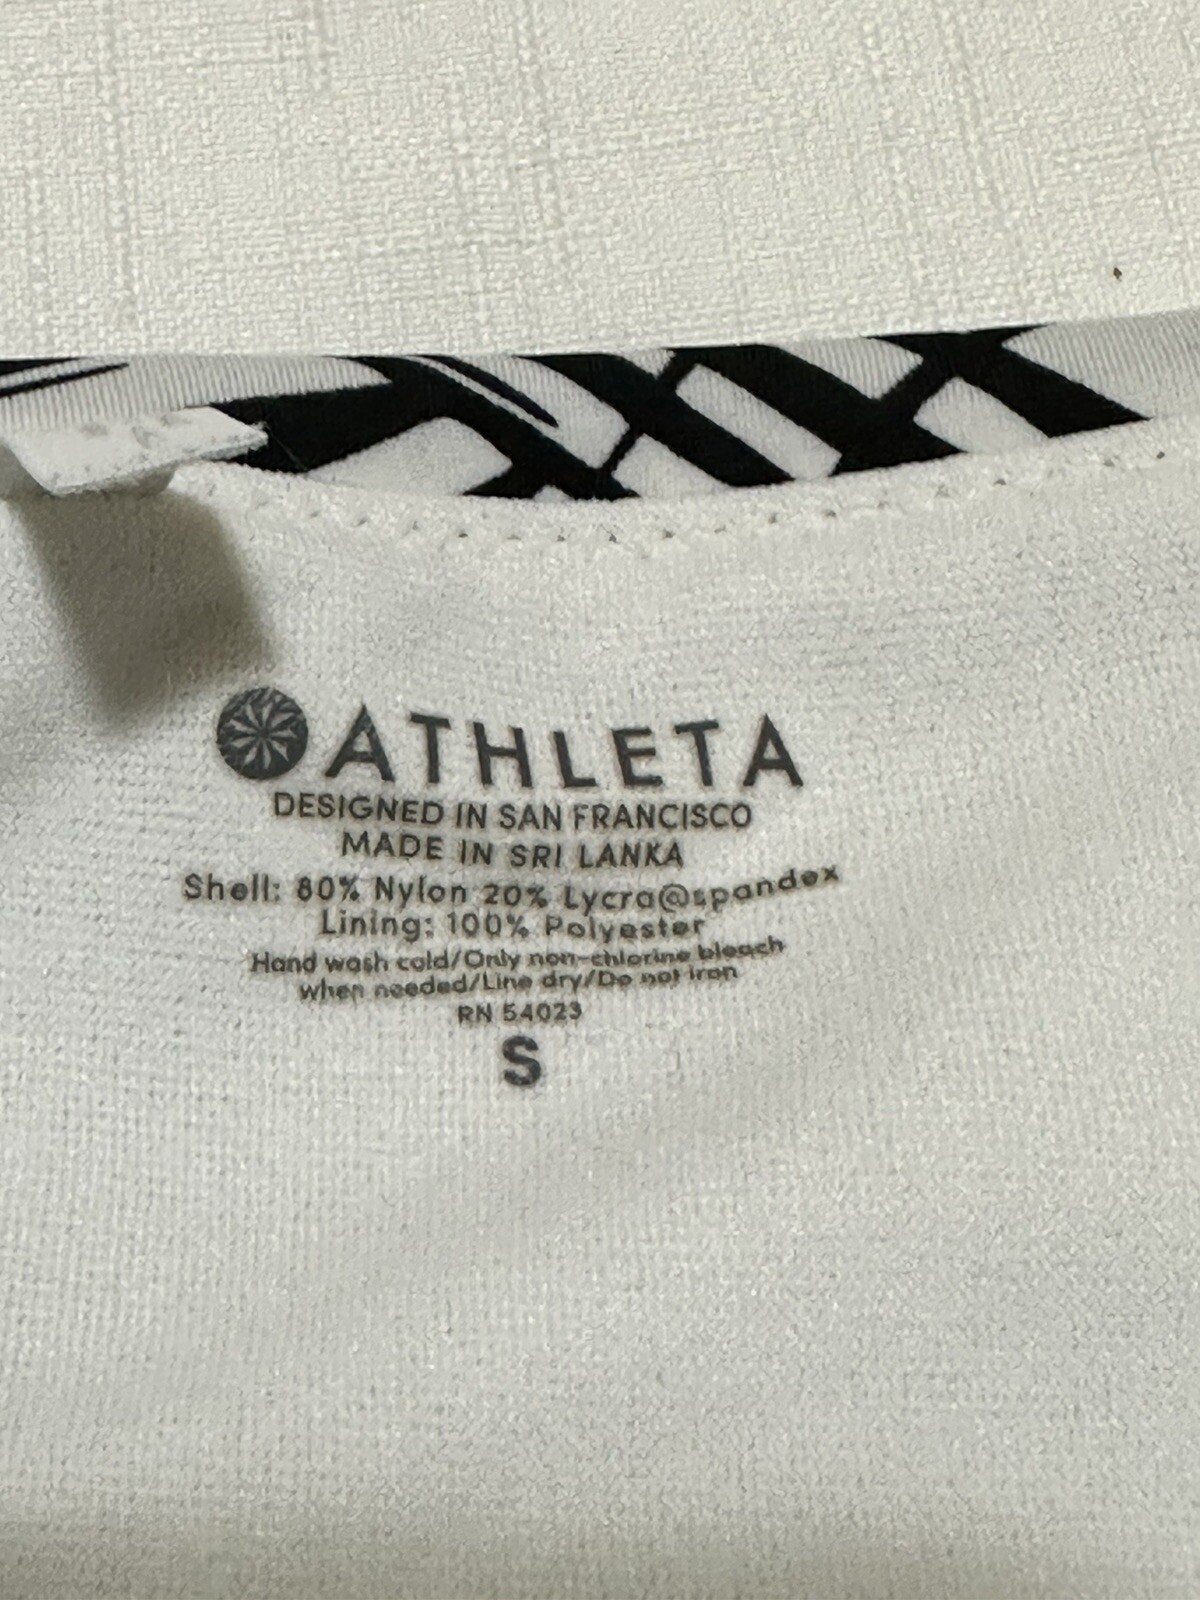 ATHLETA
DESIGNED IN SAN FRANCISCO
MADE IN SRI LANKA
Shell: 80% Nylon 20% Lycra@spandex
Lining: 100% Polyester
Hand wash cold/Only non-chlorine bleach
when needed/Line dry/Do not iron
RN 54023
S